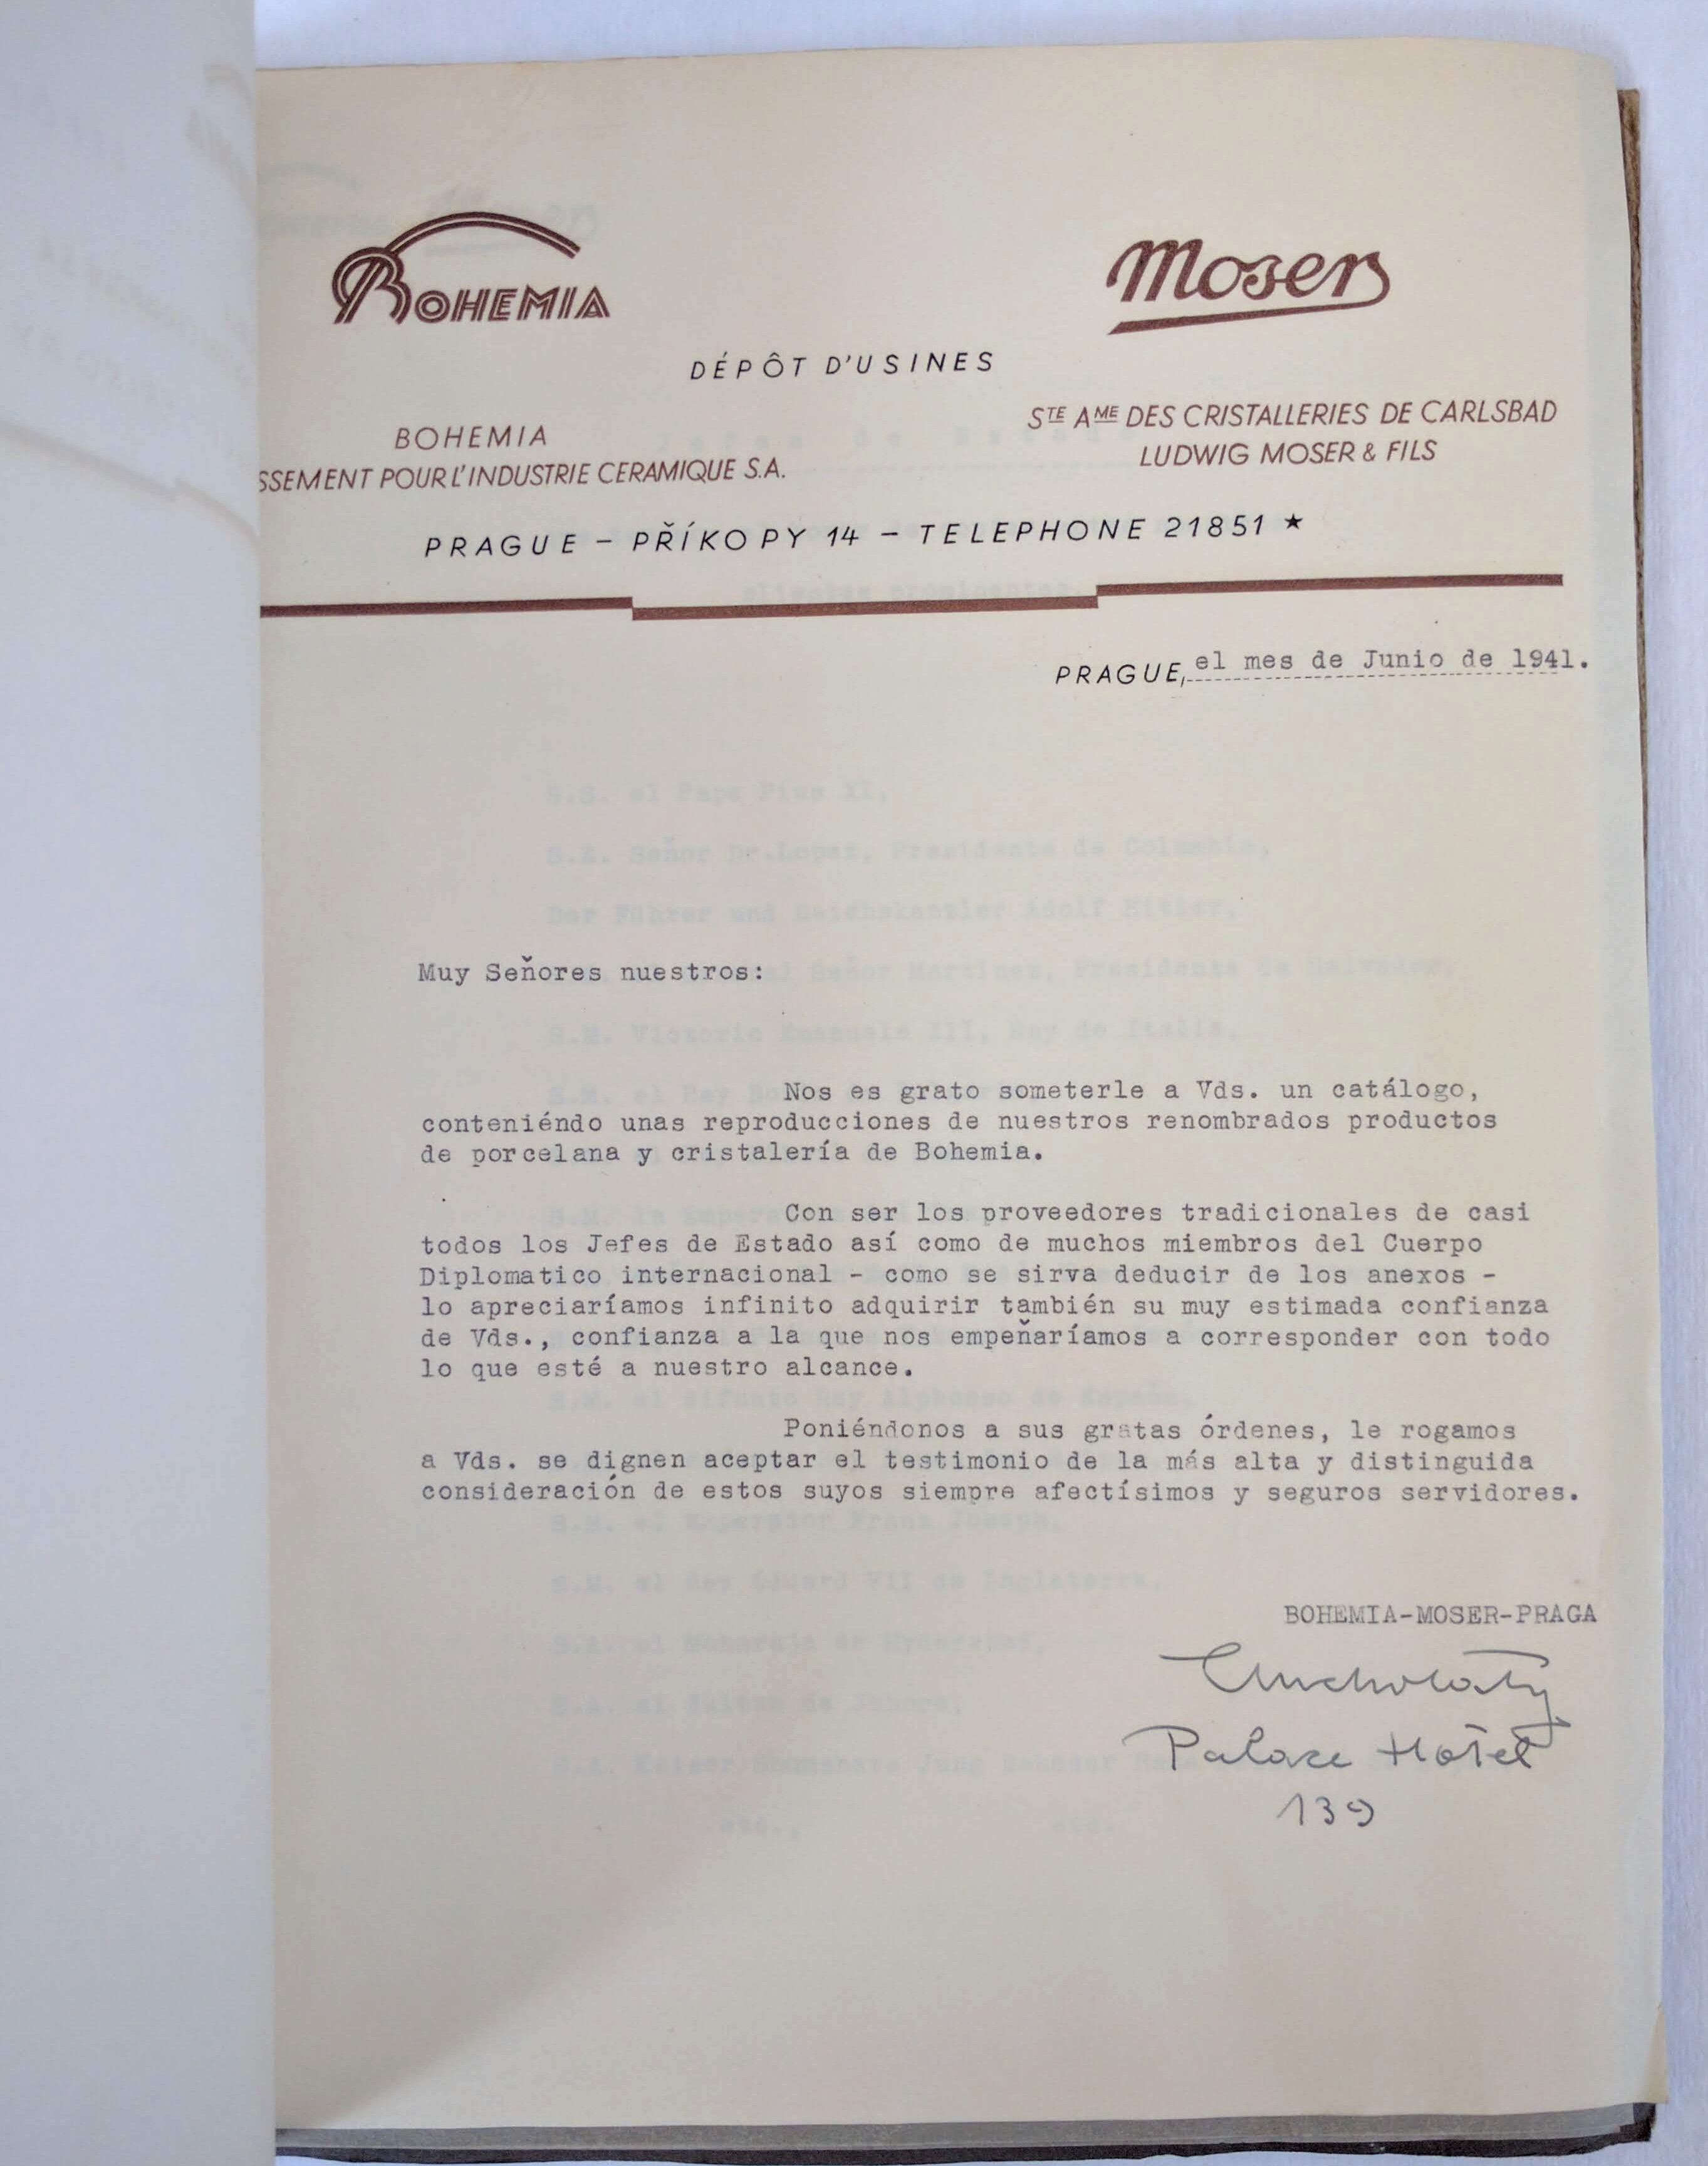 BOHEMIA
Moser
DÉPÔT D'USINES
BOHEMIA
SSEMENT POUR L'INDUSTRIE CERAMIQUE S.A.
STE AME DES CRISTALLERIES DE CARLSBAD
LUDWIG MOSER & FILS
PRAGUE – PŘÍKOPY 14 – TELEPHONE 21851 ★
PRAGUE, el mes de Junio de 1941.
Muy Señores nuestros:
Nos es grato someterle a Vds. un catálogo,
conteniéndo unas reproducciones de nuestros renombrados productos
de porcelana y cristalería de Bohemia.
Con ser los proveedores tradicionales de casi
todos los Jefes de Estado así como de muchos miembros del Cuerpo
Diplomatico internacional - como se sirva deducir de los anexos -
lo apreciaríamos infinito adquirir también su muy estimada confianza
de Vds., confianza a la que nos empeñaríamos a corresponder con todo
lo que esté a nuestro alcance.
Poniéndonos a sus gratas órdenes, le rogamos
a Vds. se dignen aceptar el testimonio de la más alta y distinguida
consideración de estos suyos siempre afectísimos y seguros servidores.
BOHEMIA-MOSER-PRAGA
Palace Hotel
139